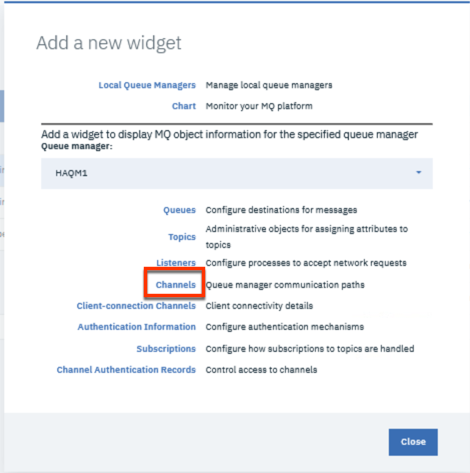 Add a new widget
Local Queue Managers Manage local queue managers
Chart Monitor your MQ platform
Add a widget to display MQ object information for the specified queue manager
Queue manager:
HAQM1
Queues Configure destinations for messages
Topics Administrative objects for assigning attributes to
topics
Listeners Configure processes to accept network requests
Channels Queue manager communication paths
Client-connection Channels Client connectivity details
Authentication Information Configure authentication mechanisms
Subscriptions Configure how subscriptions to topics are handled
Channel Authentication Records Control access to channels
Close